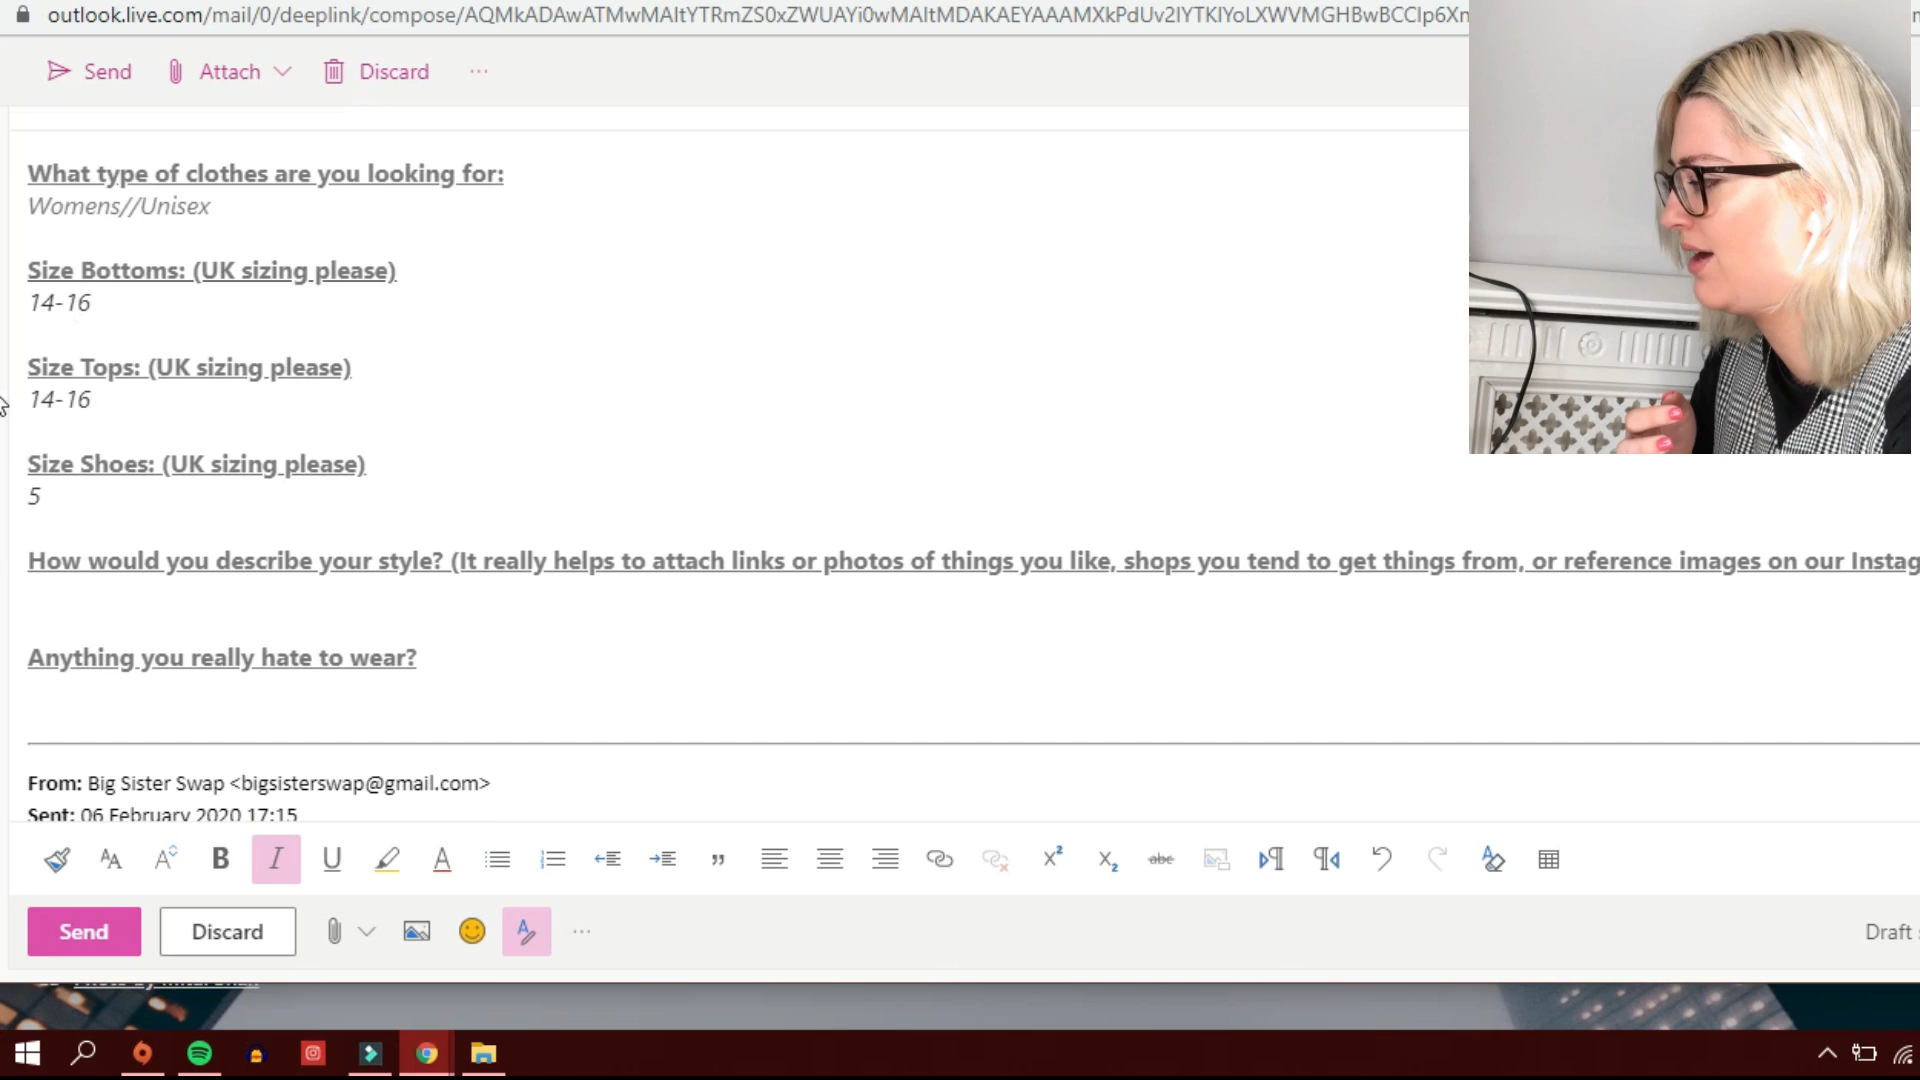 outlook.live.com/mail/0/deeplink/compose/
Send Attach Discard ...
What type of clothes are you looking for:
Womens//Unisex
Size Bottoms: (UK sizing please)
14-16
Size Tops: (UK sizing please)
14-16
Size Shoes: (UK sizing please)
5
How would you describe your style? (It really helps to attach links or photos of things you like, shops you tend to get things from, or reference images on our Instag
Anything you really hate to wear?
From: Big Sister Swap <bigsisterswap@gmail.com>
Sent: 06 February 2020 17:15
Send Discard ...
Draft